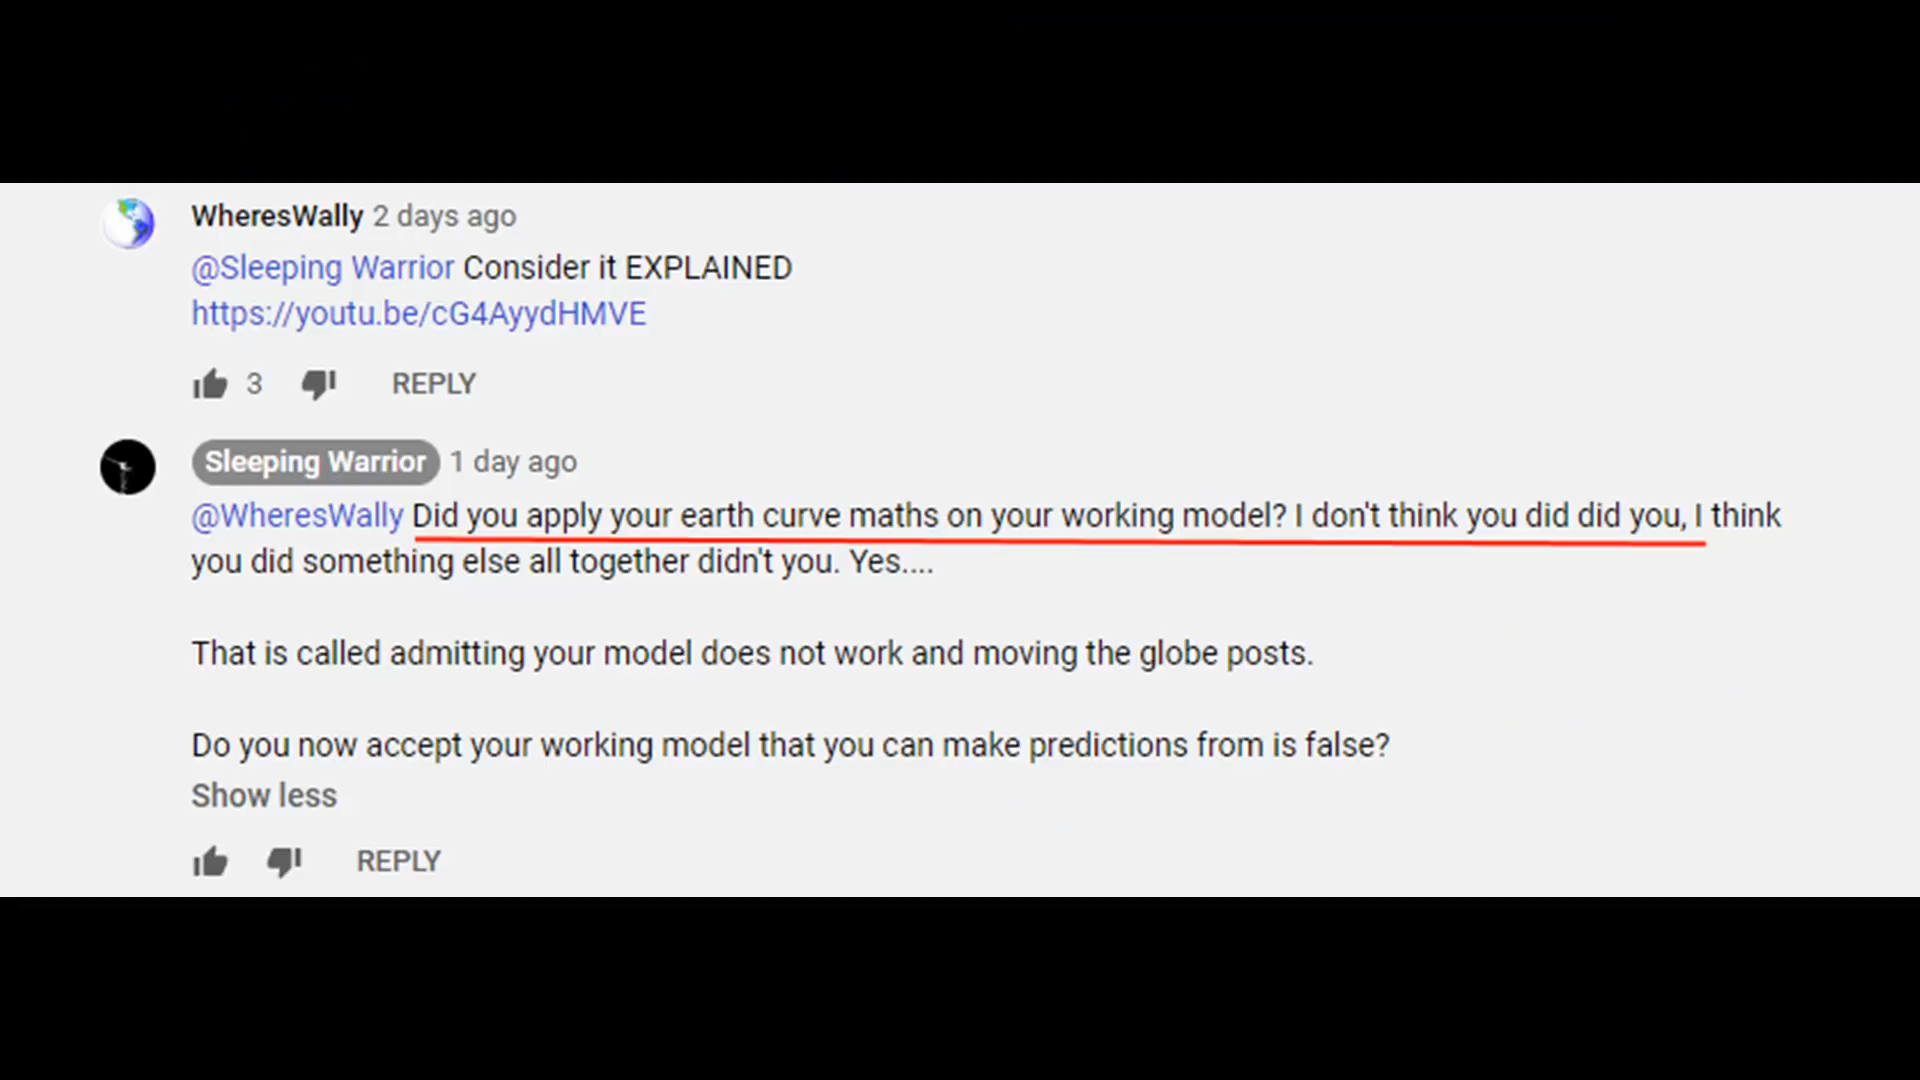 WheresWally 2 days ago
@Sleeping Warrior Consider it EXPLAINED
https://youtu.be/cG4AyydHMVE
3 REPLY
Sleeping Warrior 1 day ago
@WheresWally Did you apply your earth curve maths on your working model? I don't think you did did you, I think
you did something else all together didn't you. Yes....
That is called admitting your model does not work and moving the globe posts.
Do you now accept your working model that you can make predictions from is false?
Show less
REPLY